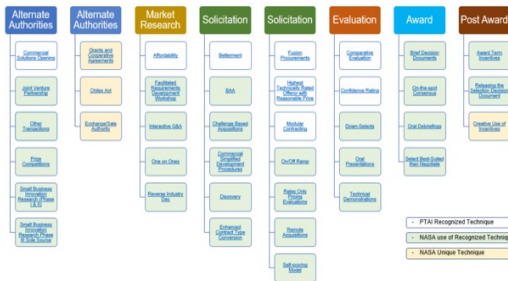 Alternate
Authorities
Commercial
Solutions Opening
Joint Venture
Partnership
Other
Transactions
Prize
Competitions
Small Business
Innovation
Research (Phase
I & II)
Small Business
Innovation
Research Phase
III Sole Source
Alternate
Authorities
Grants and
Cooperative
Agreements
Chiles Act
Exchange/Sale
Authority
Market
Research
Affordability
Facilitated
Requirements
Development
Workshop
Interactive Q&A
One on Ones
Reverse Industry
Day
Solicitation
Betterment
BAA
Challenge Based
Acquisitions
Commercial
Simplified
Development
Procedures
Discovery
Enhanced
Contract Type
Conversion
Solicitation
Fusion
Procurements
Highest
Technically Rated
Offeror with
Reasonable Price
Modular
Contracting
On/Off Ramp
Rates Only
Pricing
Evaluations
Remote
Acquisitions
Self-scoring
Model
Evaluation
Comparative
Evaluation
Confidence Rating
Down-Selects
Oral
Presentations
Technical
Demonstrations
Award
Brief Decision
Documents
On-the-spot
Consensus
Oral Debriefings
Select Best-Suited
then Negotiate
Post Award
Award Term
Incentives
Releasing the
Selection Decision
Document
Creative Use of
Incentives
- PTAI Recognized Technique
- NASA use of Recognized Techniq
- NASA Unique Technique